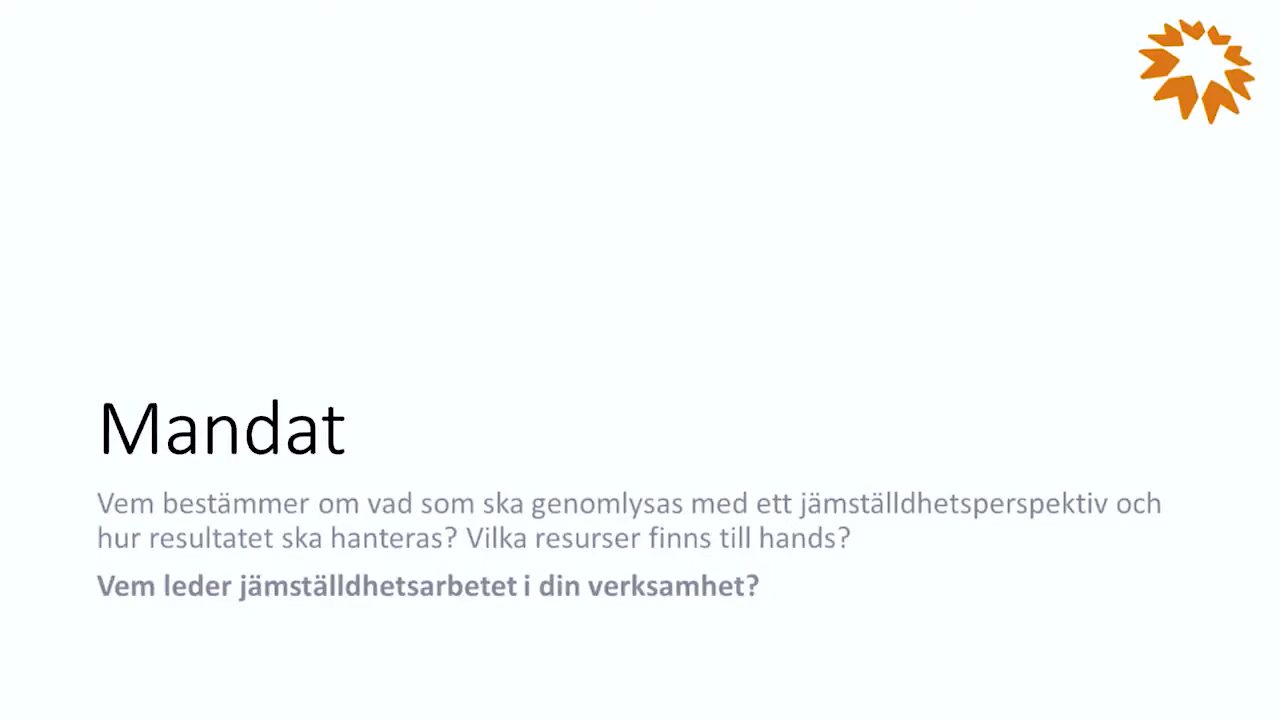 Mandat
Vem bestämmer om vad som ska genomlysas med ett jämställdhetsperspektiv och
hur resultatet ska hanteras? Vilka resurser finns till hands?
Vem leder jämställdhetsarbetet i din verksamhet?